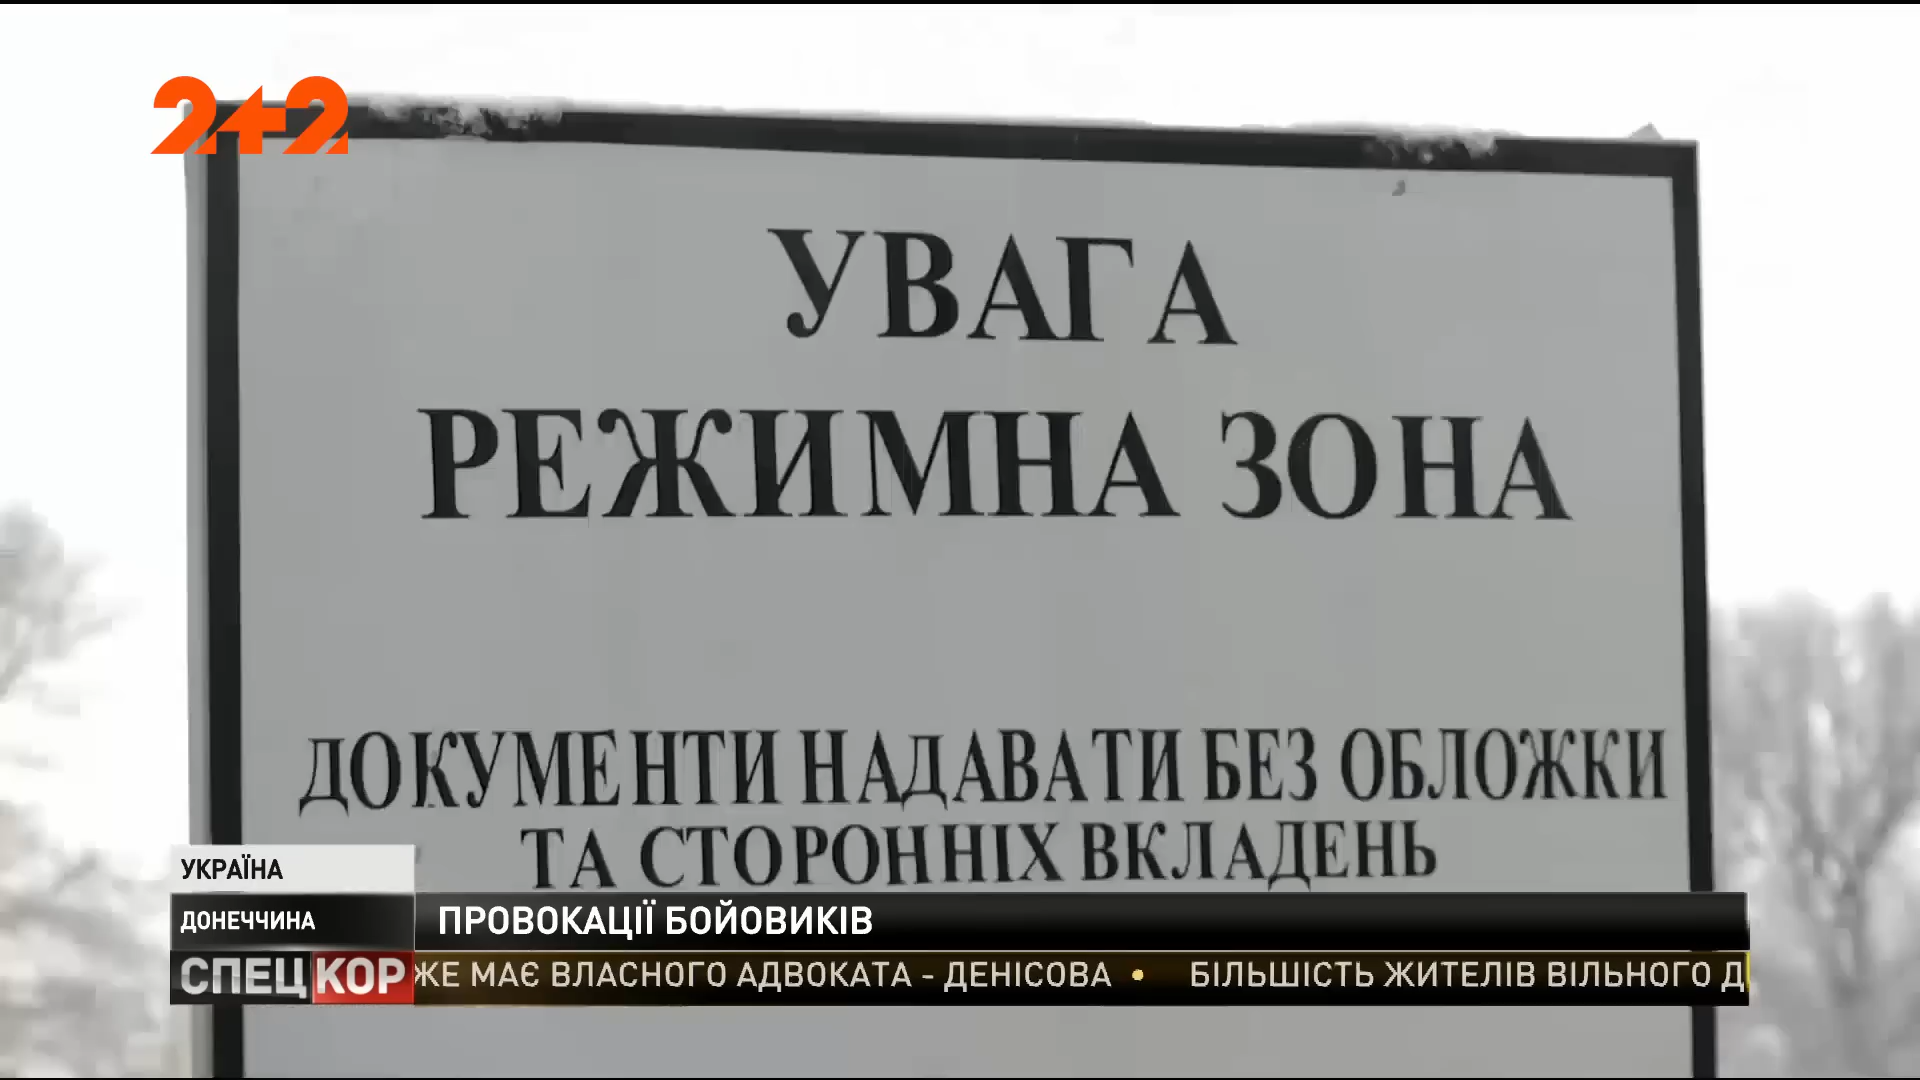 2+2
УВАГА
РЕЖИМНА ЗОНА
ДОКУМЕНТИ НАДАВАТИ БЕЗ ОБЛОЖКИ
ТА СТОРОННІХ ВКЛАДЕНЬ
УКРАЇНА
ДОНЕЧЧИНА
ПРОВОКАЦІЇ БОЙОВИКІВ
СПЕЦКОР
ЖЕ МАЄ ВЛАСНОГО АДВОКАТА - ДЕНІСОВА • БІЛЬШІСТЬ ЖИТЕЛІВ ВІЛЬНОГО Д